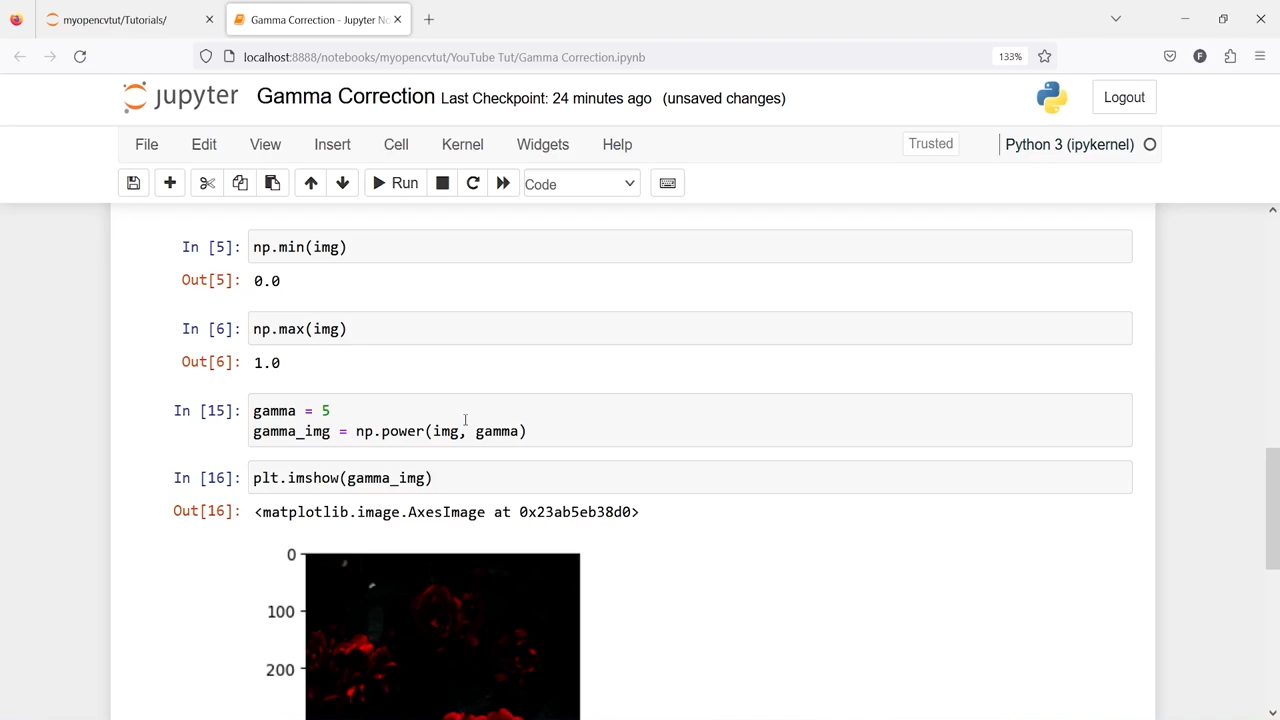 myopencvtut/Tutorials/
Gamma Correction - Jupyter No
localhost:8888/notebooks/myopencvtut/YouTube Tut/Gamma Correction.ipynb
133%
F
jupyter Gamma Correction Last Checkpoint: 24 minutes ago (unsaved changes)
Logout
File Edit View Insert Cell Kernel Widgets Help
Trusted
Python 3 (ipykernel)
Run
Code
In [5]: np.min(img)
Out[5]: 0.0
In [6]: np.max(img)
Out[6]: 1.0
In [15]: gamma = 5
gamma_img = np.power(img, gamma)
In [16]: plt.imshow(gamma_img)
Out[16]: <matplotlib.image.AxesImage at 0x23ab5eb38d0>
0
100
200